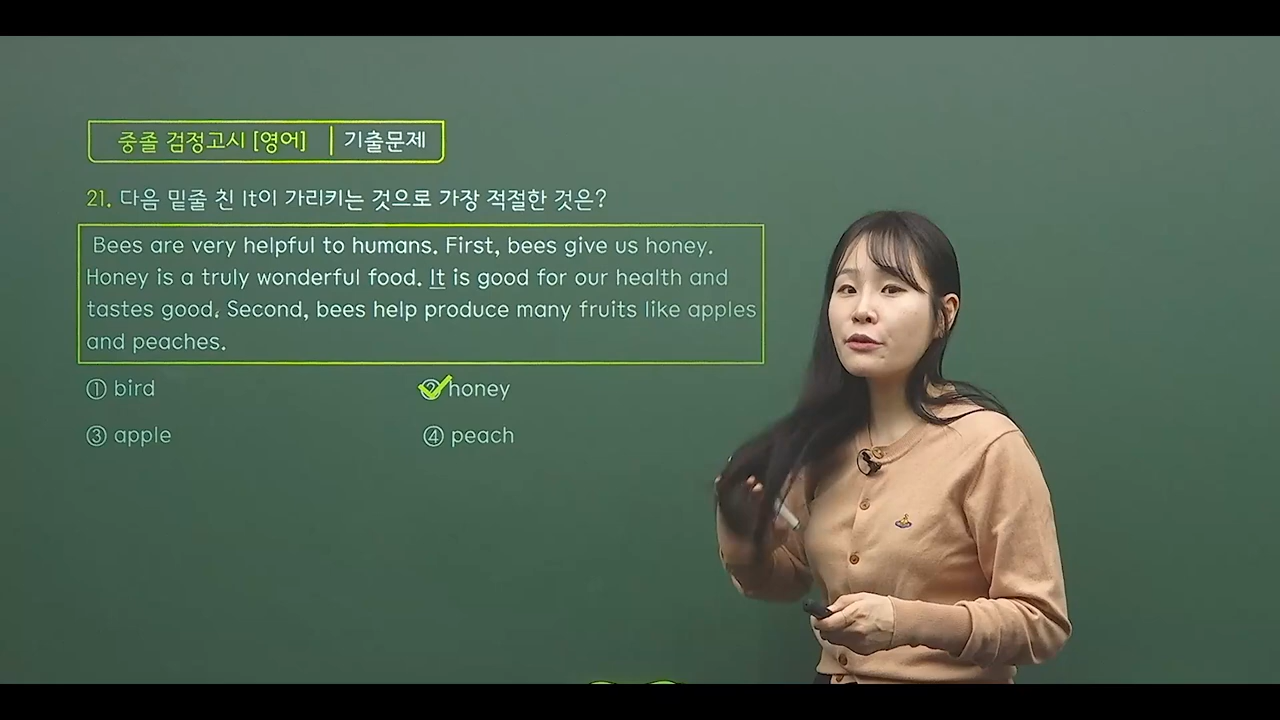 중졸 검정고시 [영어] | 기출문제
21. 다음 밑줄 친 It이 가리키는 것으로 가장 적절한 것은?
Bees are very helpful to humans. First, bees give us honey.
Honey is a truly wonderful food. It is good for our health and
tastes good. Second, bees help produce many fruits like apples
and peaches.
① bird ② honey
③ apple ④ peach